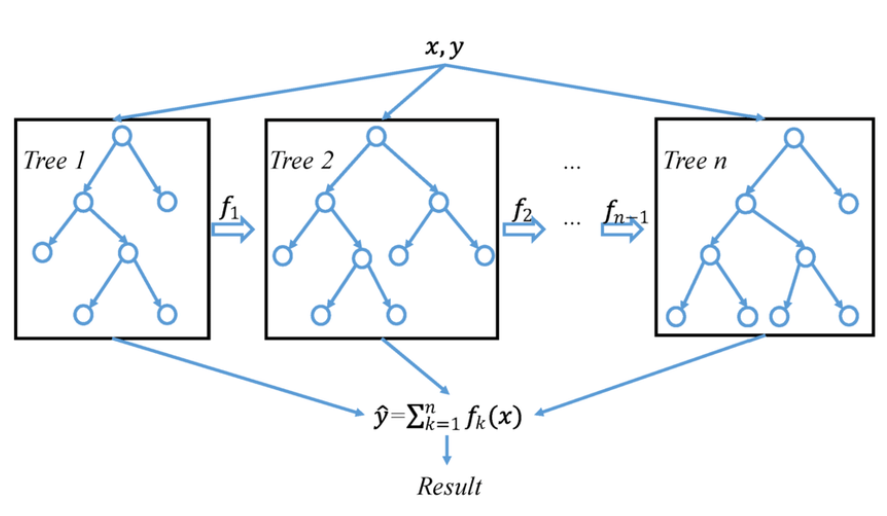 x, y
Tree 1
Tree 2
...
Tree n
f₁
f₂
...
fₙ₋₁
ŷ=∑ⁿₖ₌₁ fₖ(x)
Result